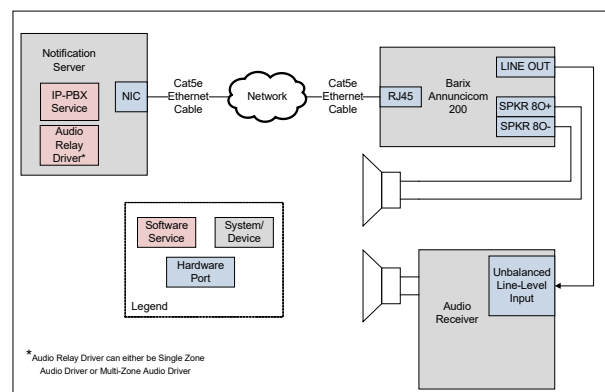 Notification
Server
IP-PBX
Service
Audio
Relay
Driver*
NIC
Cat5e
Ethernet
Cable
Network
Cat5e
Ethernet
Cable
RJ45
Barix
Annuncicom
200
LINE OUT
SPKR 8O+
SPKR 8O-
Software
Service
System/
Device
Hardware
Port
Legend
Unbalanced
Line-Level
Input
Audio
Receiver
*Audio Relay Driver can either be Single Zone
Audio Driver or Multi-Zone Audio Driver